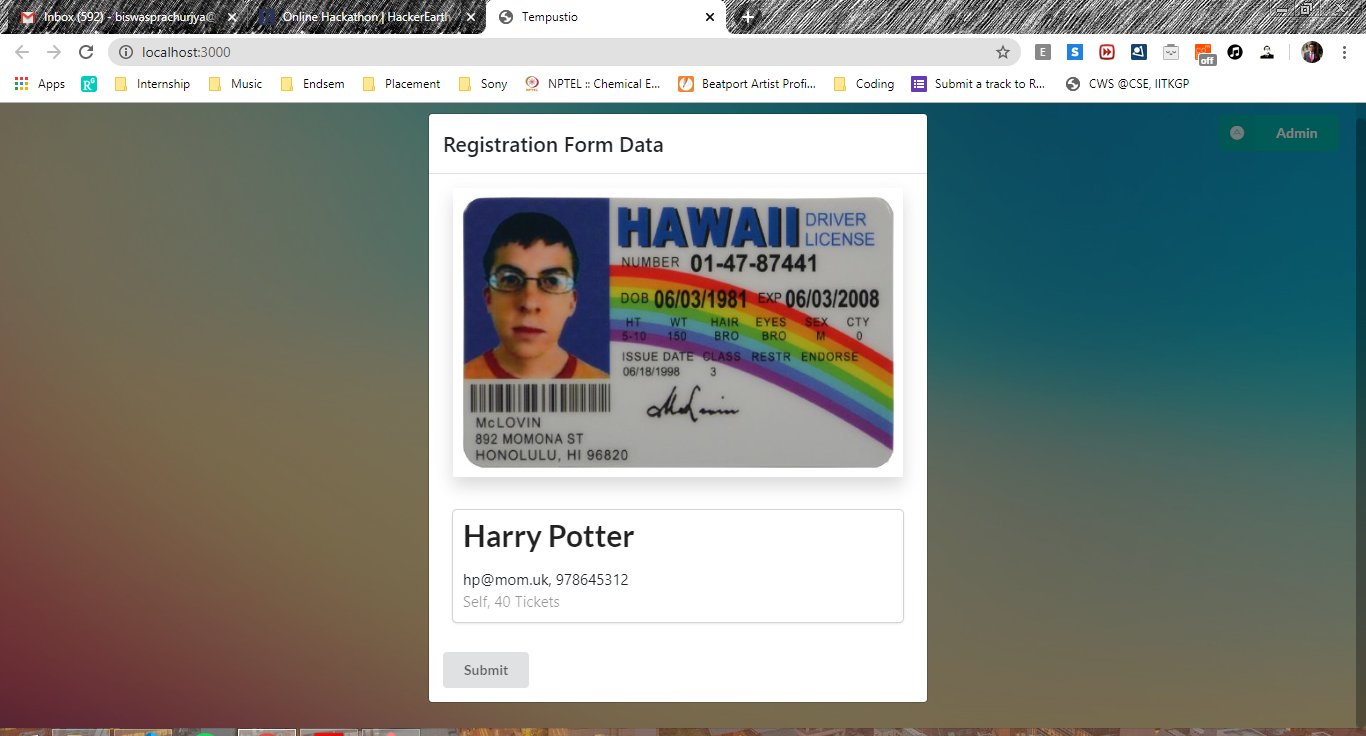 Inbox (592) - biswasprachurjya@
Online Hackathon | HackerEarth
Tempustio
localhost:3000
E
S
off
Apps
R⁶
Internship
Music
Endsem
Placement
Sony
NPTEL :: Chemical E...
Beatport Artist Profi...
Coding
Submit a track to R...
CWS @CSE, IITKGP
Admin
Registration Form Data
HAWAII DRIVER
LICENSE
NUMBER 01-47-87441
DOB 06/03/1981 EXP 06/03/2008
HT WT HAIR EYES SEX CTY
5-10 150 BRO BRO M 0
ISSUE DATE CLASS RESTR ENDORSE
06/18/1998 3
McLovin
McLOVIN
892 MOMONA ST
HONOLULU, HI 96820
Harry Potter
hp@mom.uk, 978645312
Self, 40 Tickets
Submit